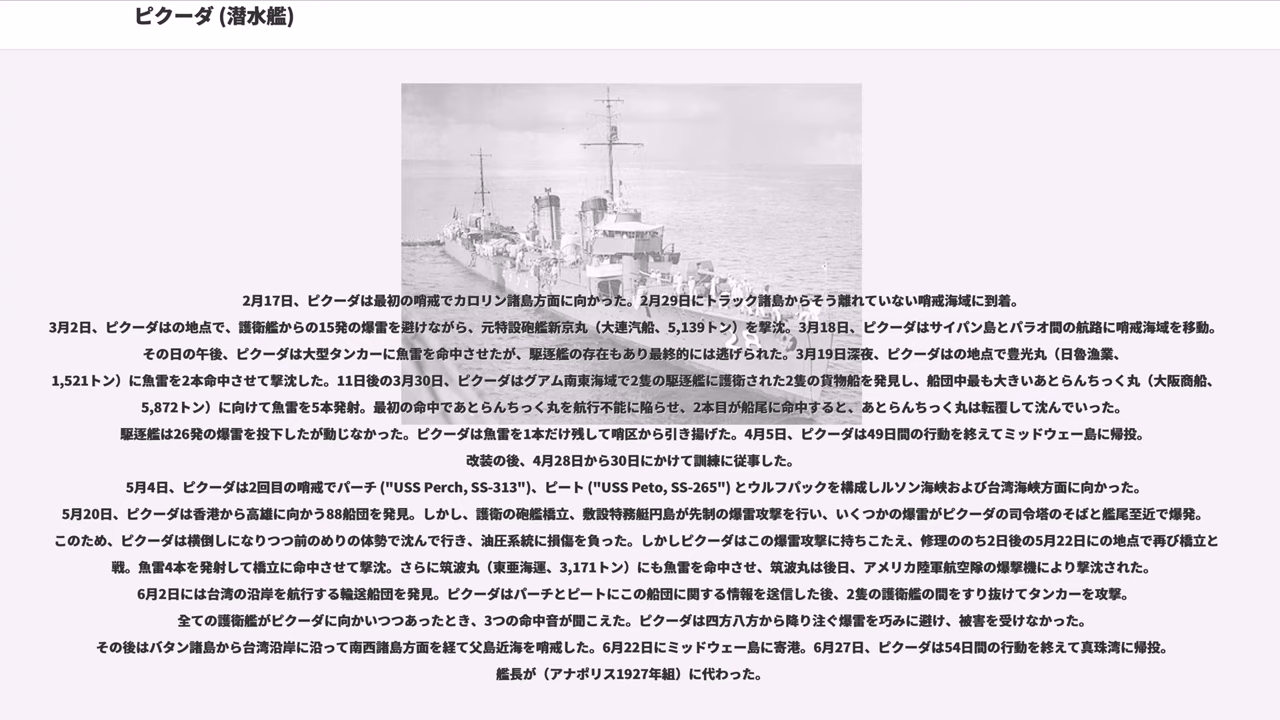 ピクーダ (潜水艦)
2月17日、ピクーダは最初の哨戒でカロリン諸島方面に向かった。2月29日にトラック諸島からそう離れていない哨戒海域に到着。
3月2日、ピクーダはの地点で、護衛艦からの15発の爆雷を避けながら、元特設砲艦新京丸（大連汽船、5,139トン）を撃沈。3月18日、ピクーダはサイパン島とパラオ間の航路に哨戒海域を移動。
その日の午後、ピクーダは大型タンカーに魚雷を命中させたが、駆逐艦の存在もあり最終的には逃げられた。3月19日深夜、ピクーダはの地点で豊光丸（日魯漁業、
1,521トン）に魚雷を2本命中させて撃沈した。11日後の3月30日、ピクーダはグアム南東海域で2隻の駆逐艦に護衛された2隻の貨物船を発見し、船団中最も大きいあとらんちっく丸（大阪商船、
5,872トン）に向けて魚雷を5本発射。最初の命中であとらんちっく丸を航行不能に陥らせ、2本目が船尾に命中すると、あとらんちっく丸は転覆して沈んでいった。
駆逐艦は26発の爆雷を投下したが動じなかった。ピクーダは魚雷を1本だけ残して哨区から引き揚げた。4月5日、ピクーダは49日間の行動を終えてミッドウェー島に帰投。
改装の後、4月28日から30日にかけて訓練に従事した。
5月4日、ピクーダは2回目の哨戒でパーチ ("USS Perch, SS-313")、ピート ("USS Peto, SS-265") とウルフパックを構成しルソン海峡および台湾海峡方面に向かった。
5月20日、ピクーダは香港から高雄に向かう88船団を発見。しかし、護衛の砲艦橋立、敷設特務艇円島が先制の爆雷攻撃を行い、いくつかの爆雷がピクーダの司令塔のそばと艦尾至近で爆発。
このため、ピクーダは横倒しになりつつ前のめりの体勢で沈んで行き、油圧系統に損傷を負った。しかしピクーダはこの爆雷攻撃に持ちこたえ、修理ののち2日後の5月22日にの地点で再び橋立と
戦。魚雷4本を発射して橋立に命中させて撃沈。さらに筑波丸（東亜海運、3,171トン）にも魚雷を命中させ、筑波丸は後日、アメリカ陸軍航空隊の爆撃機により撃沈された。
6月2日には台湾の沿岸を航行する輸送船団を発見。ピクーダはパーチとピートにこの船団に関する情報を送信した後、2隻の護衛艦の間をすり抜けてタンカーを攻撃。
全ての護衛艦がピクーダに向かいつつあったとき、3つの命中音が聞こえた。ピクーダは四方八方から降り注ぐ爆雷を巧みに避け、被害を受けなかった。
その後はバタン諸島から台湾沿岸に沿って南西諸島方面を経て父島近海を哨戒した。6月22日にミッドウェー島に寄港。6月27日、ピクーダは54日間の行動を終えて真珠湾に帰投。
艦長が（アナポリス1927年組）に代わった。